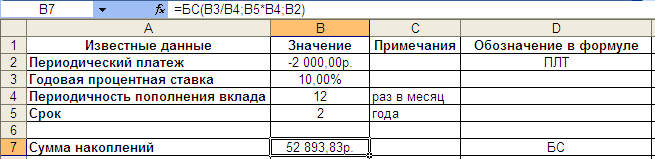 B7 fx =БС(B3/B4;B5*B4;B2)
A B C D
1 Известные данные Значение Примечания Обозначение в формуле
2 Периодический платеж -2 000,00р. ПЛТ
3 Годовая процентная ставка 10,00%
4 Периодичность пополнения вклада 12 раз в месяц
5 Срок 2 года
6
7 Сумма накоплений 52 893,83р. БС